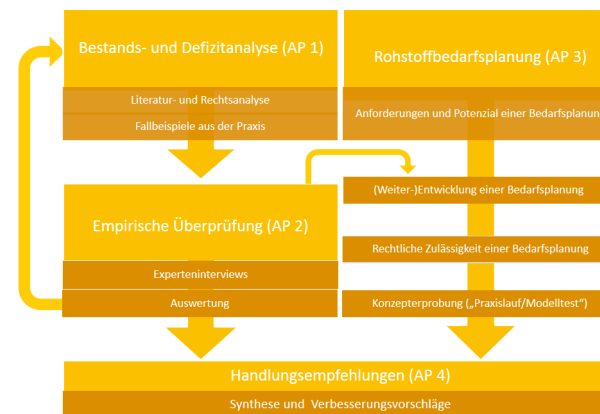 Bestands- und Defizitanalyse (AP 1)
Literatur- und Rechtsanalyse
Fallbeispiele aus der Praxis
Empirische Überprüfung (AP 2)
Experteninterviews
Auswertung
Rohstoffbedarfsplanung (AP 3)
Anforderungen und Potenzial einer Bedarfsplanung
(Weiter-)Entwicklung einer Bedarfsplanung
Rechtliche Zulässigkeit einer Bedarfsplanung
Konzepterprobung („Praxislauf/Modelltest“)
Handlungsempfehlungen (AP 4)
Synthese und Verbesserungsvorschläge